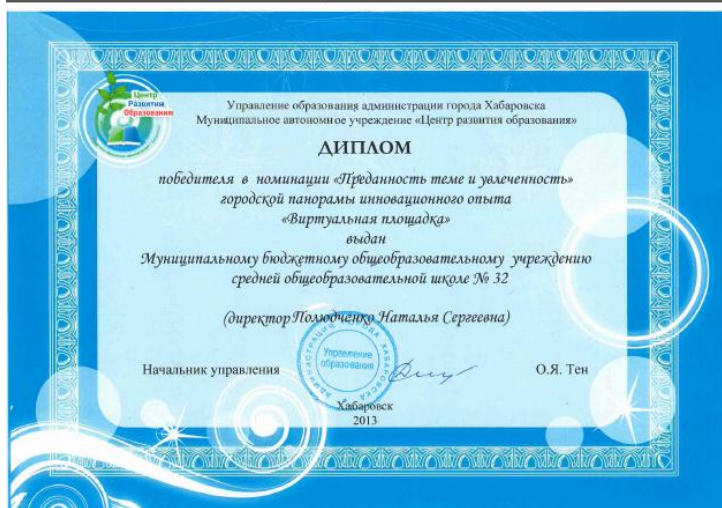 Центр
Развития
Образования
Управление образования администрации города Хабаровска
Муниципальное автономное учреждение «Центр развития образования»
ДИПЛОМ
победителя в номинации «Преданность теме и увлеченность»
городской панорамы инновационного опыта
«Виртуальная площадка»
выдан
Муниципальному бюджетному общеобразовательному учреждению
средней общеобразовательной школе № 32
(директор Полюдченко Наталья Сергеевна)
Управление
образования
Начальник управления
О.Я. Тен
Хабаровск
2013